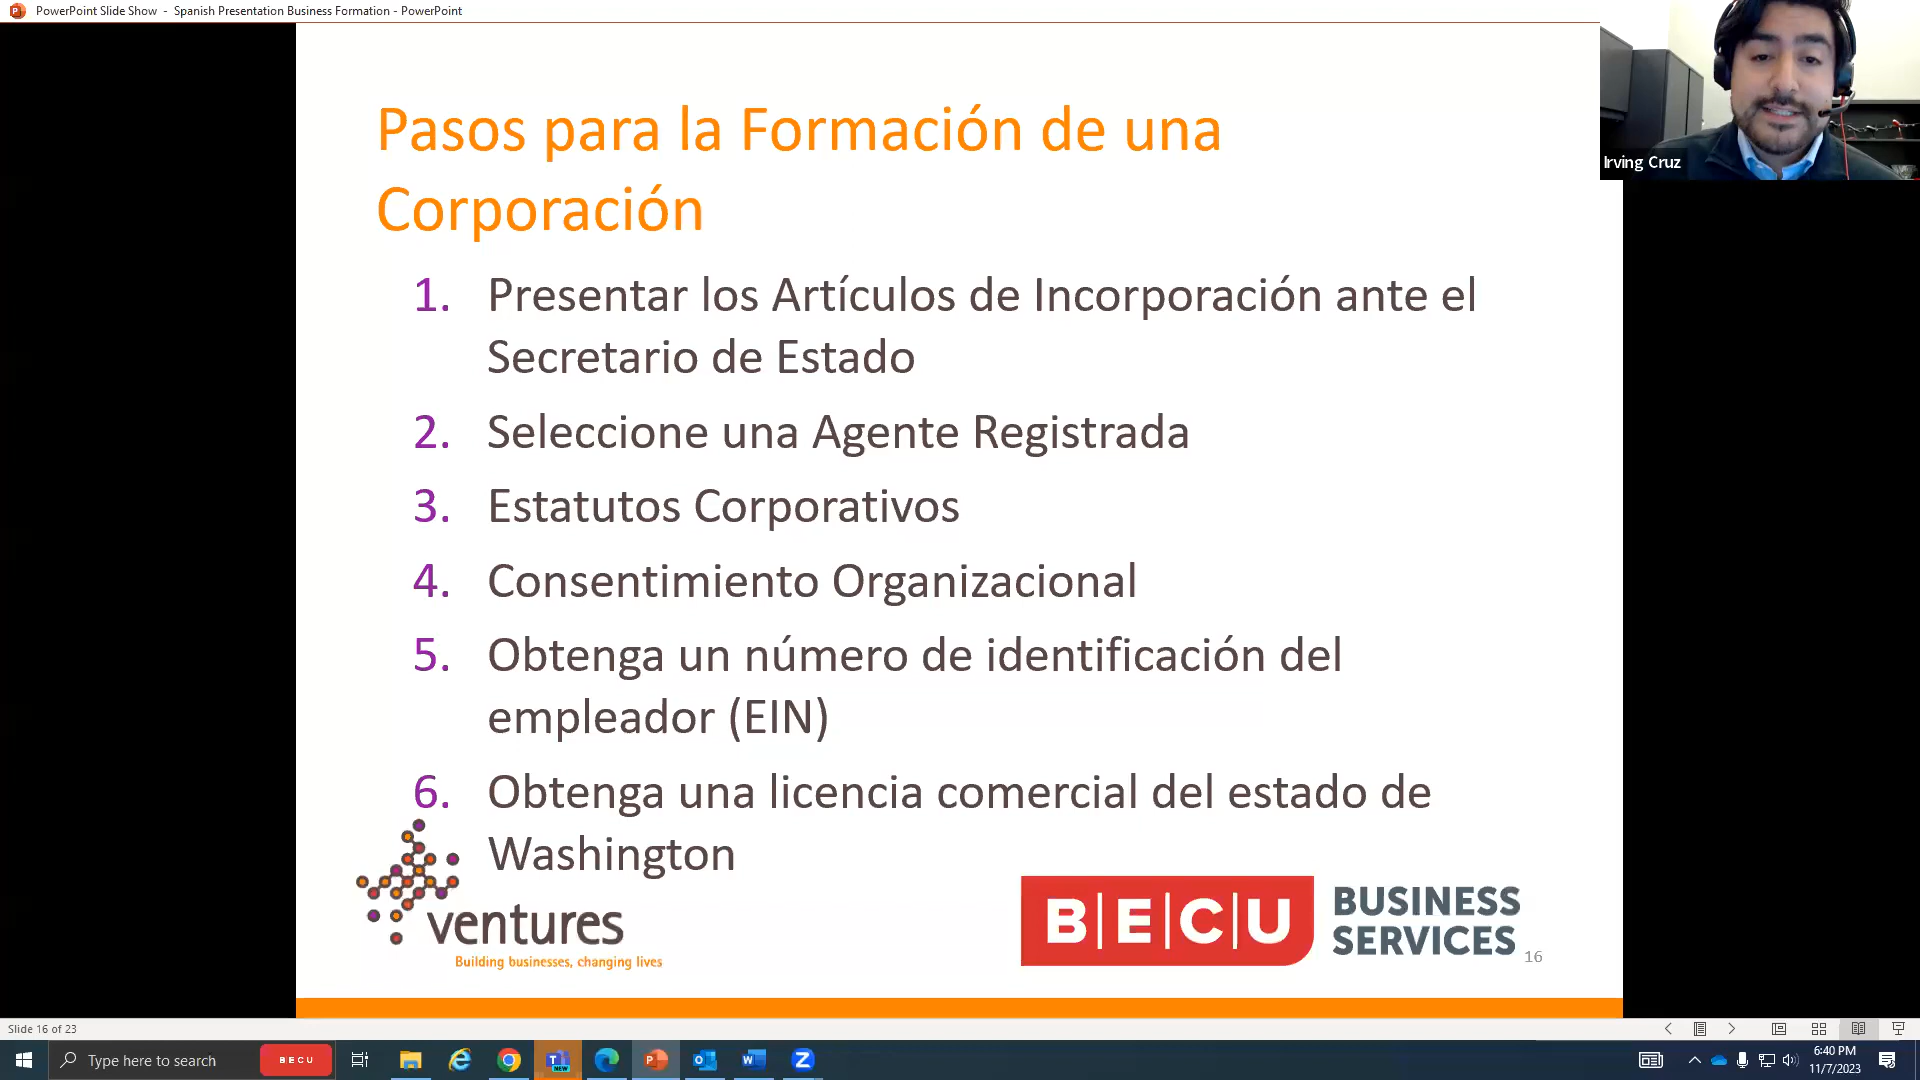 PowerPoint Slide Show - Spanish Presentation Business Formation - PowerPoint
Irving Cruz
Pasos para la Formación de una
Corporación
1. Presentar los Artículos de Incorporación ante el
Secretario de Estado
2. Seleccione una Agente Registrada
3. Estatutos Corporativos
4. Consentimiento Organizacional
5. Obtenga un número de identificación del
empleador (EIN)
6. Obtenga una licencia comercial del estado de
Washington
ventures
Building businesses, changing lives
BECU
BUSINESS
SERVICES
16
Slide 16 of 23
Type here to search
BECU
NEW
6:40 PM
11/7/2023